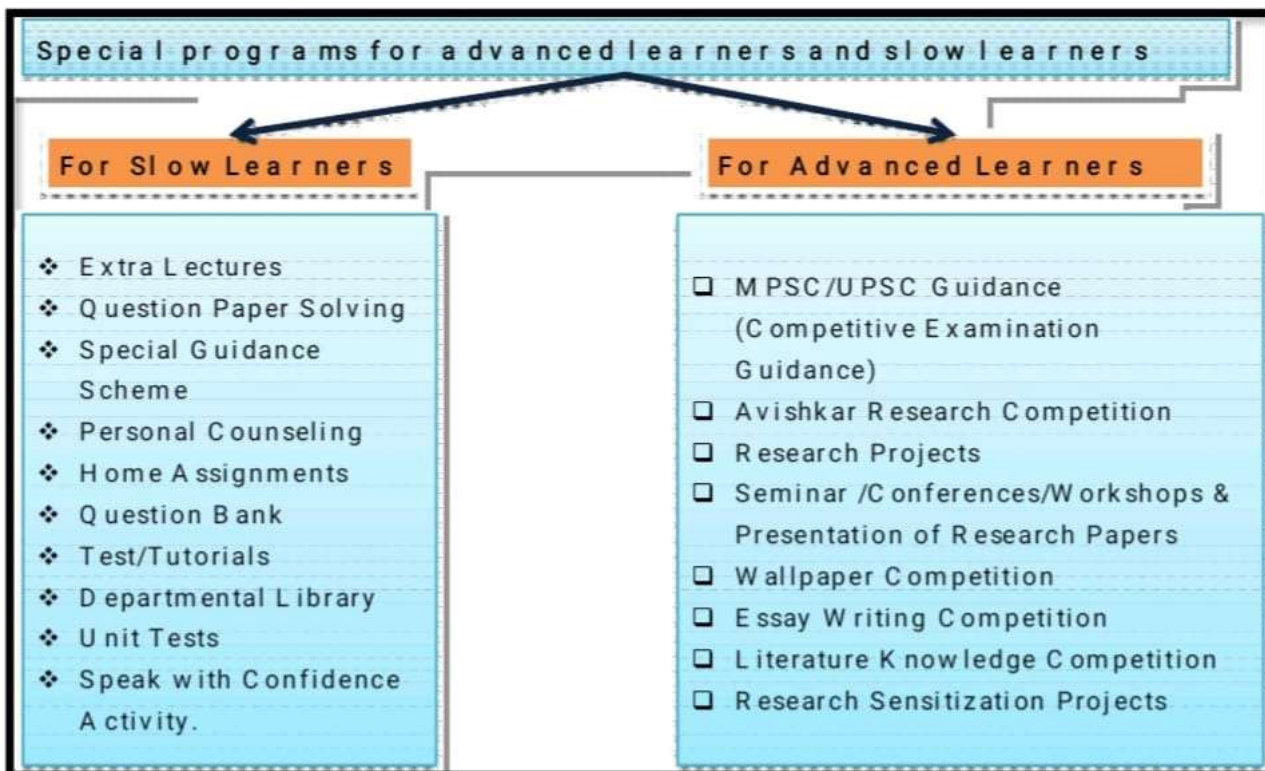 Special programs for advanced learners and slow learners
For Slow Learners
For Advanced Learners
❖ Extra Lectures
❖ Question Paper Solving
❖ Special Guidance
Scheme
❖ Personal Counseling
❖ Home Assignments
❖ Question Bank
❖ Test/Tutorials
❖ Departmental Library
❖ Unit Tests
❖ Speak with Confidence
Activity.
❑ MPSC/UPSC Guidance
(Competitive Examination
Guidance)
❑ Avishkar Research Competition
❑ Research Projects
❑ Seminar /Conferences/Workshops &
Presentation of Research Papers
❑ Wallpaper Competition
❑ Essay Writing Competition
❑ Literature Knowledge Competition
❑ Research Sensitization Projects